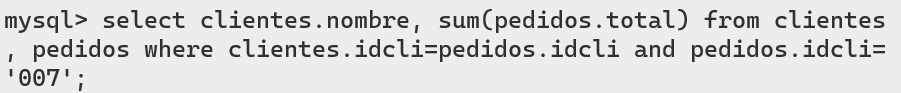 mysql> select clientes.nombre, sum(pedidos.total) from clientes
, pedidos where clientes.idcli=pedidos.idcli and pedidos.idcli=
'007';